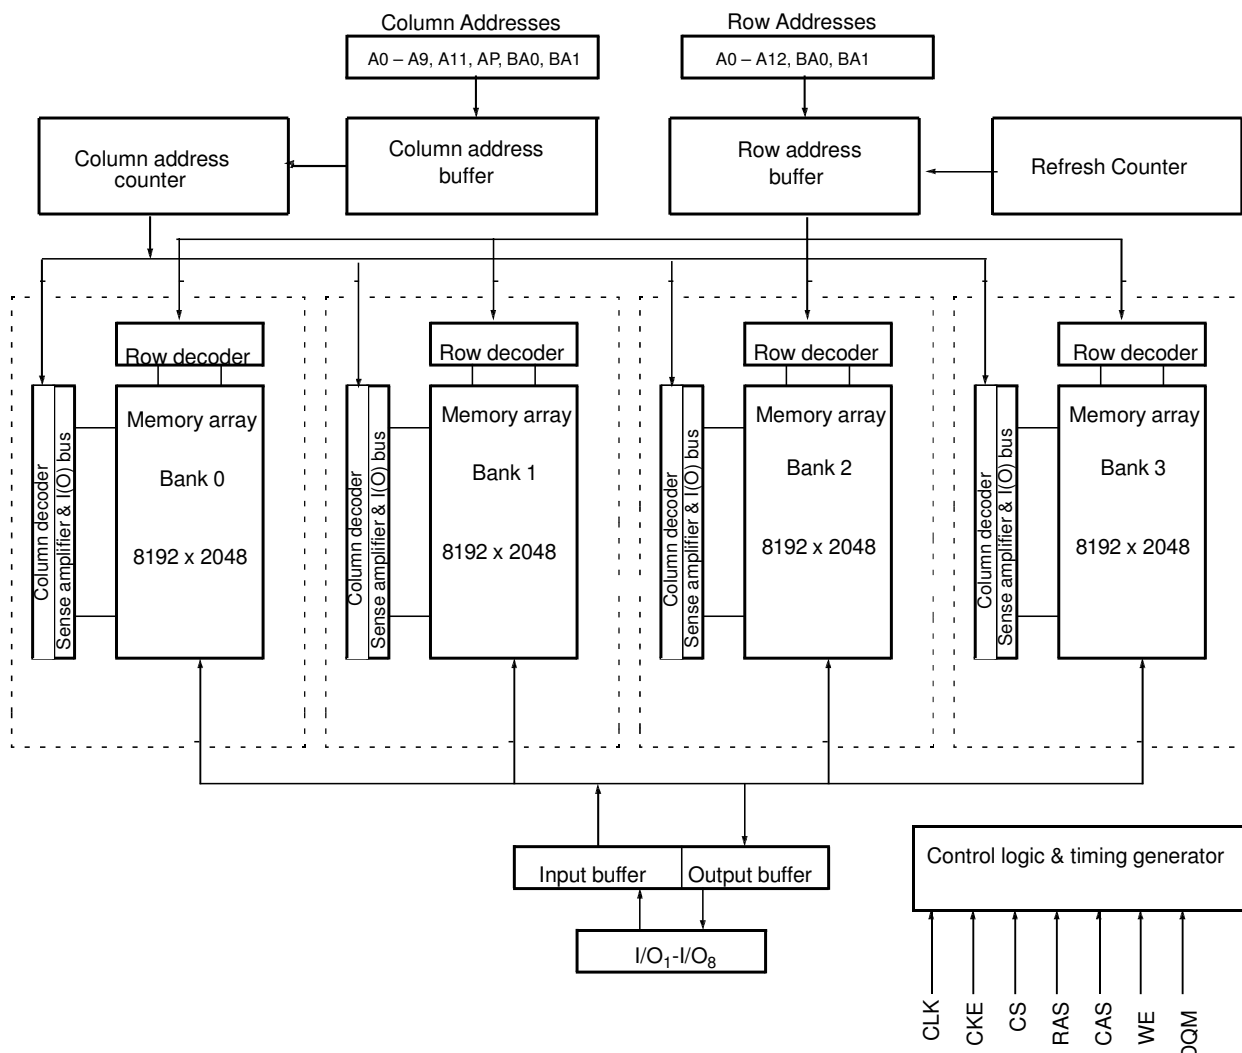 Column Addresses
Row Addresses
A0 – A9, A11, AP, BA0, BA1
A0 – A12, BA0, BA1
Column address
counter
Column address
buffer
Row address
buffer
Refresh Counter
Row decoder
Row decoder
Row decoder
Row decoder
Column decoder
Sense amplifier & I(O) bus
Memory array
Bank 0
8192 x 2048
Column decoder
Sense amplifier & I(O) bus
Memory array
Bank 1
8192 x 2048
Column decoder
Sense amplifier & I(O) bus
Memory array
Bank 2
8192 x 2048
Column decoder
Sense amplifier & I(O) bus
Memory array
Bank 3
8192 x 2048
Input buffer
Output buffer
I/O1-I/O8
Control logic & timing generator
CLK
CKE
CS
RAS
CAS
WE
DQM